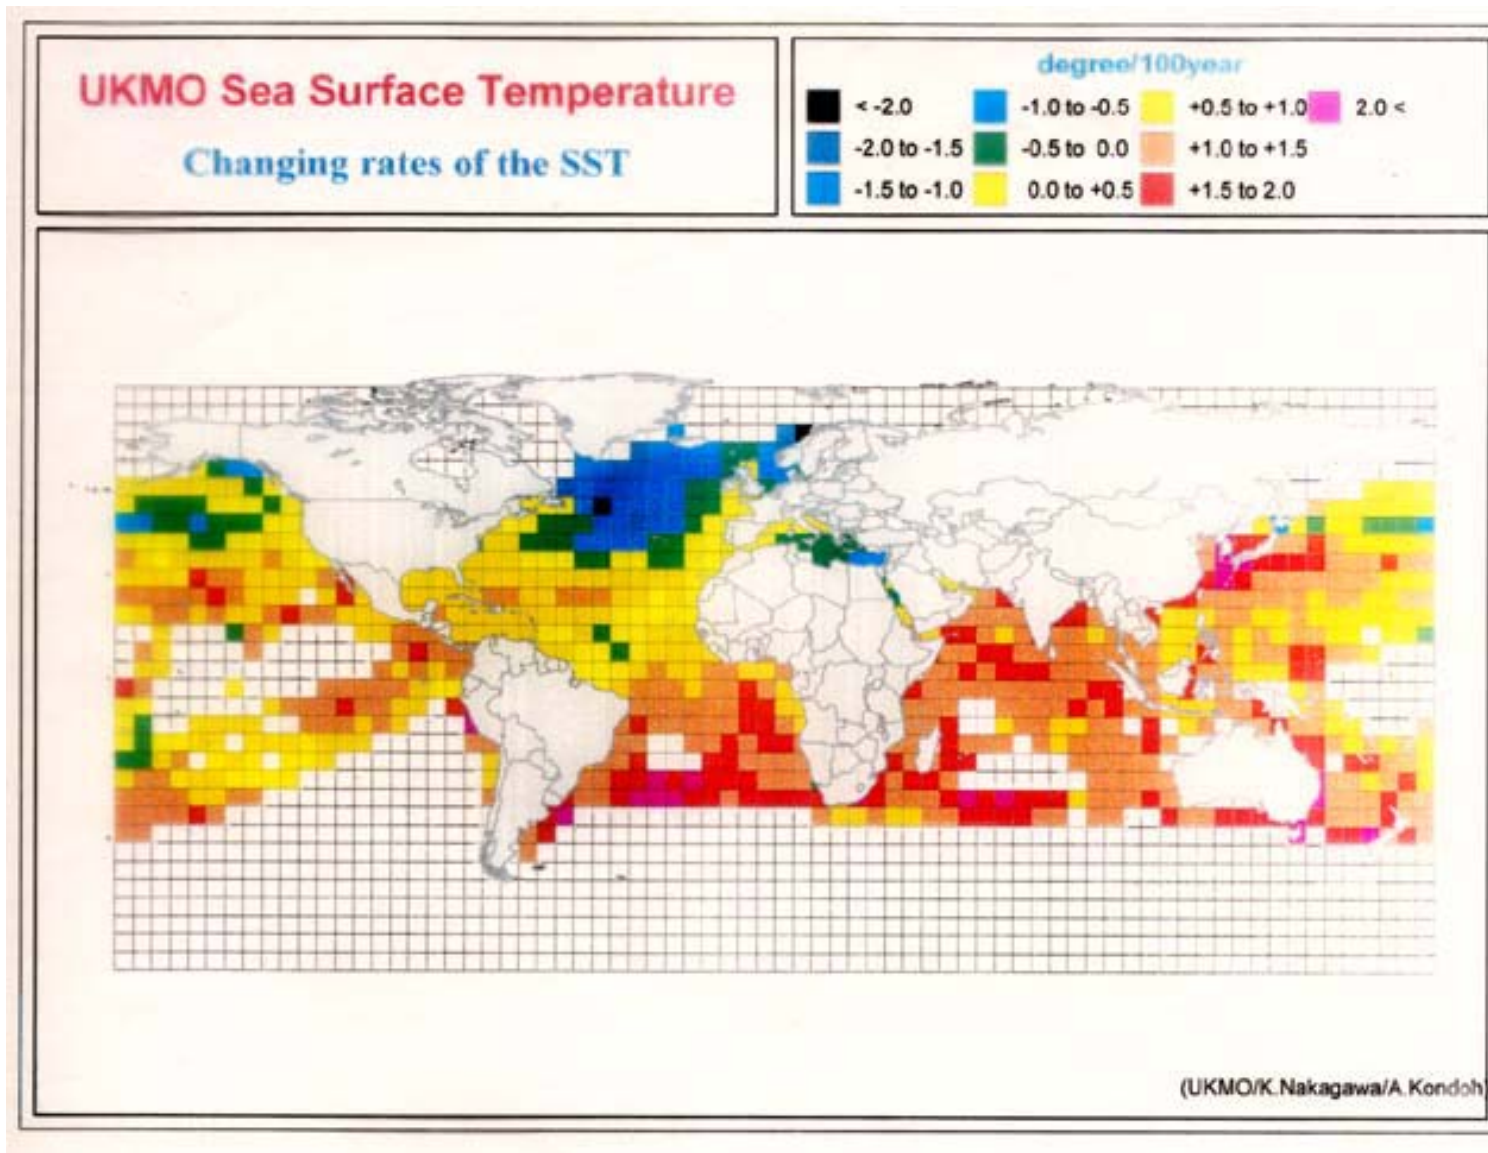 UKMO Sea Surface Temperature
Changing rates of the SST
degree/100year
< -2.0
-2.0 to -1.5
-1.5 to -1.0
-1.0 to -0.5
-0.5 to 0.0
0.0 to +0.5
+0.5 to +1.0
+1.0 to +1.5
+1.5 to 2.0
2.0 <
(UKMO/K.Nakagawa/A.Kondoh)